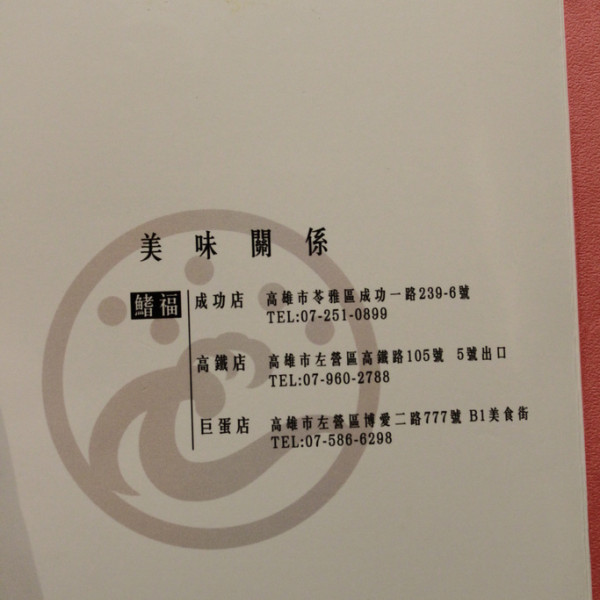 美味關係
鰭福 成功店 高雄市苓雅區成功一路239-6號
TEL:07-251-0899
高鐵店 高雄市左營區高鐵路105號 5號出口
TEL:07-960-2788
巨蛋店 高雄市左營區博愛二路777號 B1美食街
TEL:07-586-6298